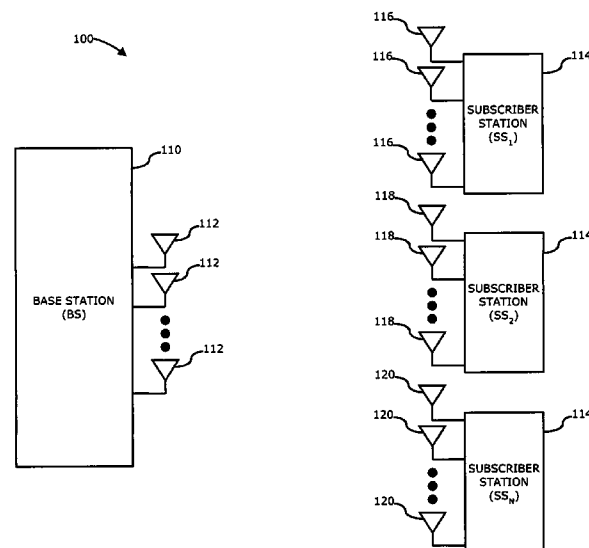 100
110
112
112
112
BASE STATION
(BS)
116
116
116
114
SUBSCRIBER
STATION
(SS₁)
118
118
118
114
SUBSCRIBER
STATION
(SS₂)
120
120
120
114
SUBSCRIBER
STATION
(SS_N)